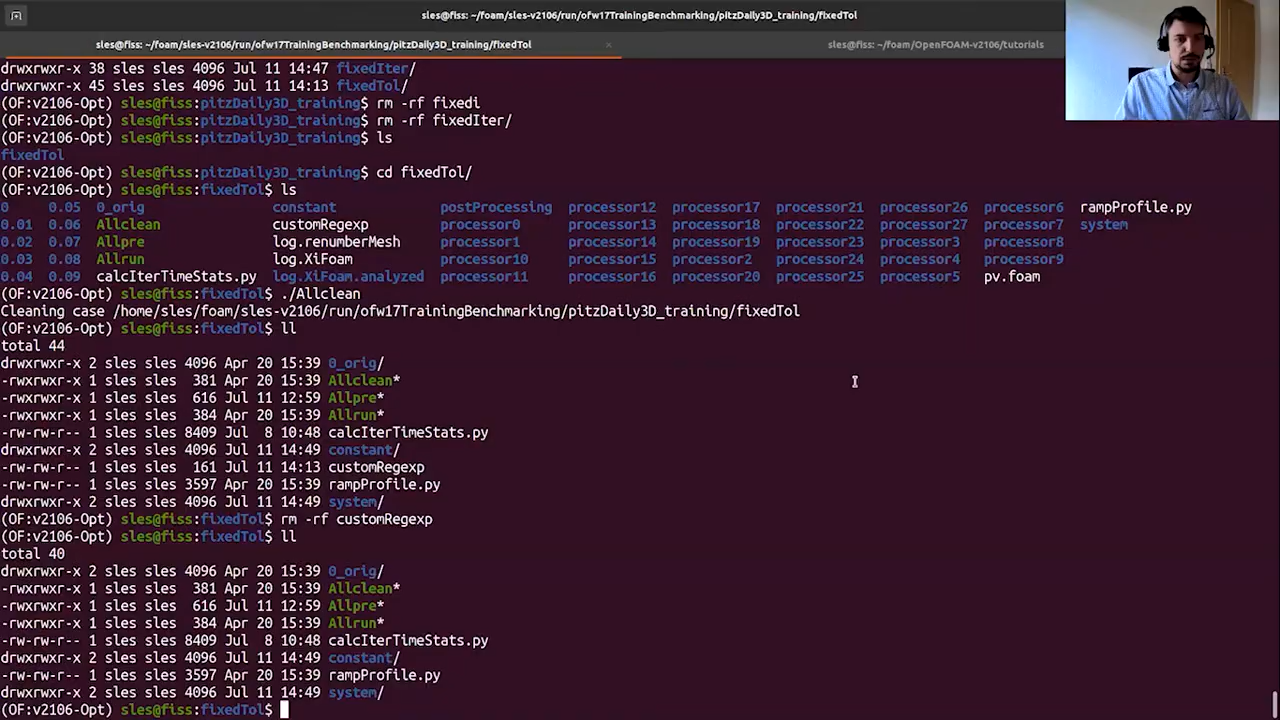 sles@fiss: ~/foam/sles-v2106/run/ofw17TrainingBenchmarking/pitzDaily3D_training/fixedTol
sles@fiss: ~/foam/sles-v2106/run/ofw17TrainingBenchmarking/pitzDaily3D_training/fixedTol × sles@fiss: ~/foam/OpenFOAM-v2106/tutorials
drwxrwxr-x 38 sles sles 4096 Jul 11 14:47 fixedIter/
drwxrwxr-x 45 sles sles 4096 Jul 11 14:13 fixedTol/
(OF:v2106-Opt) sles@fiss:pitzDaily3D_training$ rm -rf fixedi
(OF:v2106-Opt) sles@fiss:pitzDaily3D_training$ rm -rf fixedIter/
(OF:v2106-Opt) sles@fiss:pitzDaily3D_training$ ls
fixedTol
(OF:v2106-Opt) sles@fiss:pitzDaily3D_training$ cd fixedTol/
(OF:v2106-Opt) sles@fiss:fixedTol$ ls
0 0.05 0_orig constant postProcessing processor12 processor17 processor21 processor26 processor6 rampProfile.py
0.01 0.06 Allclean customRegexp processor0 processor13 processor18 processor22 processor27 processor7 system
0.02 0.07 Allpre log.renumberMesh processor1 processor14 processor19 processor23 processor3 processor8
0.03 0.08 Allrun log.XiFoam processor10 processor15 processor2 processor24 processor4 processor9
0.04 0.09 calcIterTimeStats.py log.XiFoam.analyzed processor11 processor16 processor20 processor25 processor5 pv.foam
(OF:v2106-Opt) sles@fiss:fixedTol$ ./Allclean
Cleaning case /home/sles/foam/sles-v2106/run/ofw17TrainingBenchmarking/pitzDaily3D_training/fixedTol
(OF:v2106-Opt) sles@fiss:fixedTol$ ll
total 44
drwxrwxr-x 2 sles sles 4096 Apr 20 15:39 0_orig/
-rwxrwxr-x 1 sles sles 381 Apr 20 15:39 Allclean*
-rwxrwxr-x 1 sles sles 616 Jul 11 12:59 Allpre*
-rwxrwxr-x 1 sles sles 384 Apr 20 15:39 Allrun*
-rw-rw-r-- 1 sles sles 8409 Jul 8 10:48 calcIterTimeStats.py
drwxrwxr-x 2 sles sles 4096 Jul 11 14:49 constant/
-rw-rw-r-- 1 sles sles 161 Jul 11 14:13 customRegexp
-rw-rw-r-- 1 sles sles 3597 Apr 20 15:39 rampProfile.py
drwxrwxr-x 2 sles sles 4096 Jul 11 14:49 system/
(OF:v2106-Opt) sles@fiss:fixedTol$ rm -rf customRegexp
(OF:v2106-Opt) sles@fiss:fixedTol$ ll
total 40
drwxrwxr-x 2 sles sles 4096 Apr 20 15:39 0_orig/
-rwxrwxr-x 1 sles sles 381 Apr 20 15:39 Allclean*
-rwxrwxr-x 1 sles sles 616 Jul 11 12:59 Allpre*
-rwxrwxr-x 1 sles sles 384 Apr 20 15:39 Allrun*
-rw-rw-r-- 1 sles sles 8409 Jul 8 10:48 calcIterTimeStats.py
drwxrwxr-x 2 sles sles 4096 Jul 11 14:49 constant/
-rw-rw-r-- 1 sles sles 3597 Apr 20 15:39 rampProfile.py
drwxrwxr-x 2 sles sles 4096 Jul 11 14:49 system/
(OF:v2106-Opt) sles@fiss:fixedTol$